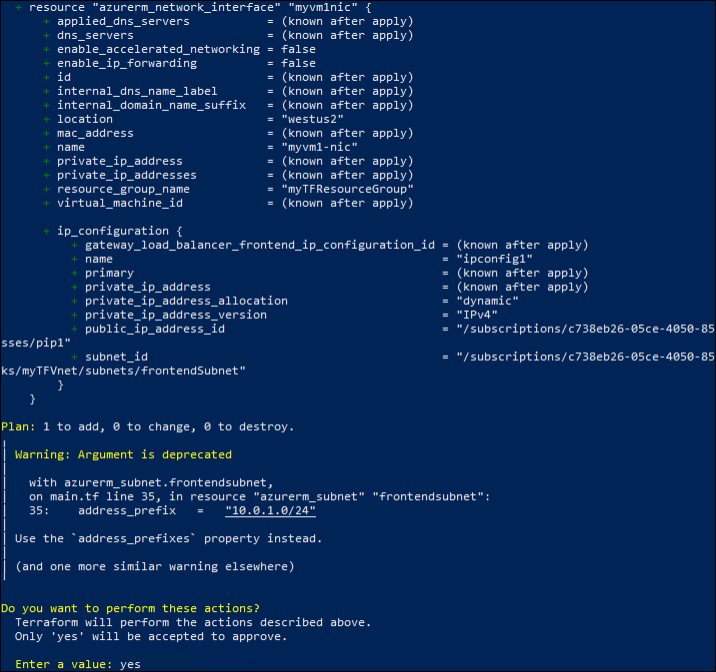 + resource "azurerm_network_interface" "myvm1nic" {
+ applied_dns_servers = (known after apply)
+ dns_servers = (known after apply)
+ enable_accelerated_networking = false
+ enable_ip_forwarding = false
+ id = (known after apply)
+ internal_dns_name_label = (known after apply)
+ internal_domain_name_suffix = (known after apply)
+ location = "westus2"
+ mac_address = (known after apply)
+ name = "myvm1-nic"
+ private_ip_address = (known after apply)
+ private_ip_addresses = (known after apply)
+ resource_group_name = "myTFResourceGroup"
+ virtual_machine_id = (known after apply)
+ ip_configuration {
+ gateway_load_balancer_frontend_ip_configuration_id = (known after apply)
+ name = "ipconfig1"
+ primary = (known after apply)
+ private_ip_address = (known after apply)
+ private_ip_address_allocation = "dynamic"
+ private_ip_address_version = "IPv4"
+ public_ip_address_id = "/subscriptions/c738eb26-05ce-4050-85
sses/pip1"
+ subnet_id = "/subscriptions/c738eb26-05ce-4050-85
ks/myTFVnet/subnets/frontendSubnet"
}
}
Plan: 1 to add, 0 to change, 0 to destroy.
Warning: Argument is deprecated
with azurerm_subnet.frontendsubnet,
on main.tf line 35, in resource "azurerm_subnet" "frontendsubnet":
35: address_prefix = "10.0.1.0/24"
Use the `address_prefixes` property instead.
(and one more similar warning elsewhere)
Do you want to perform these actions?
Terraform will perform the actions described above.
Only 'yes' will be accepted to approve.
Enter a value: yes